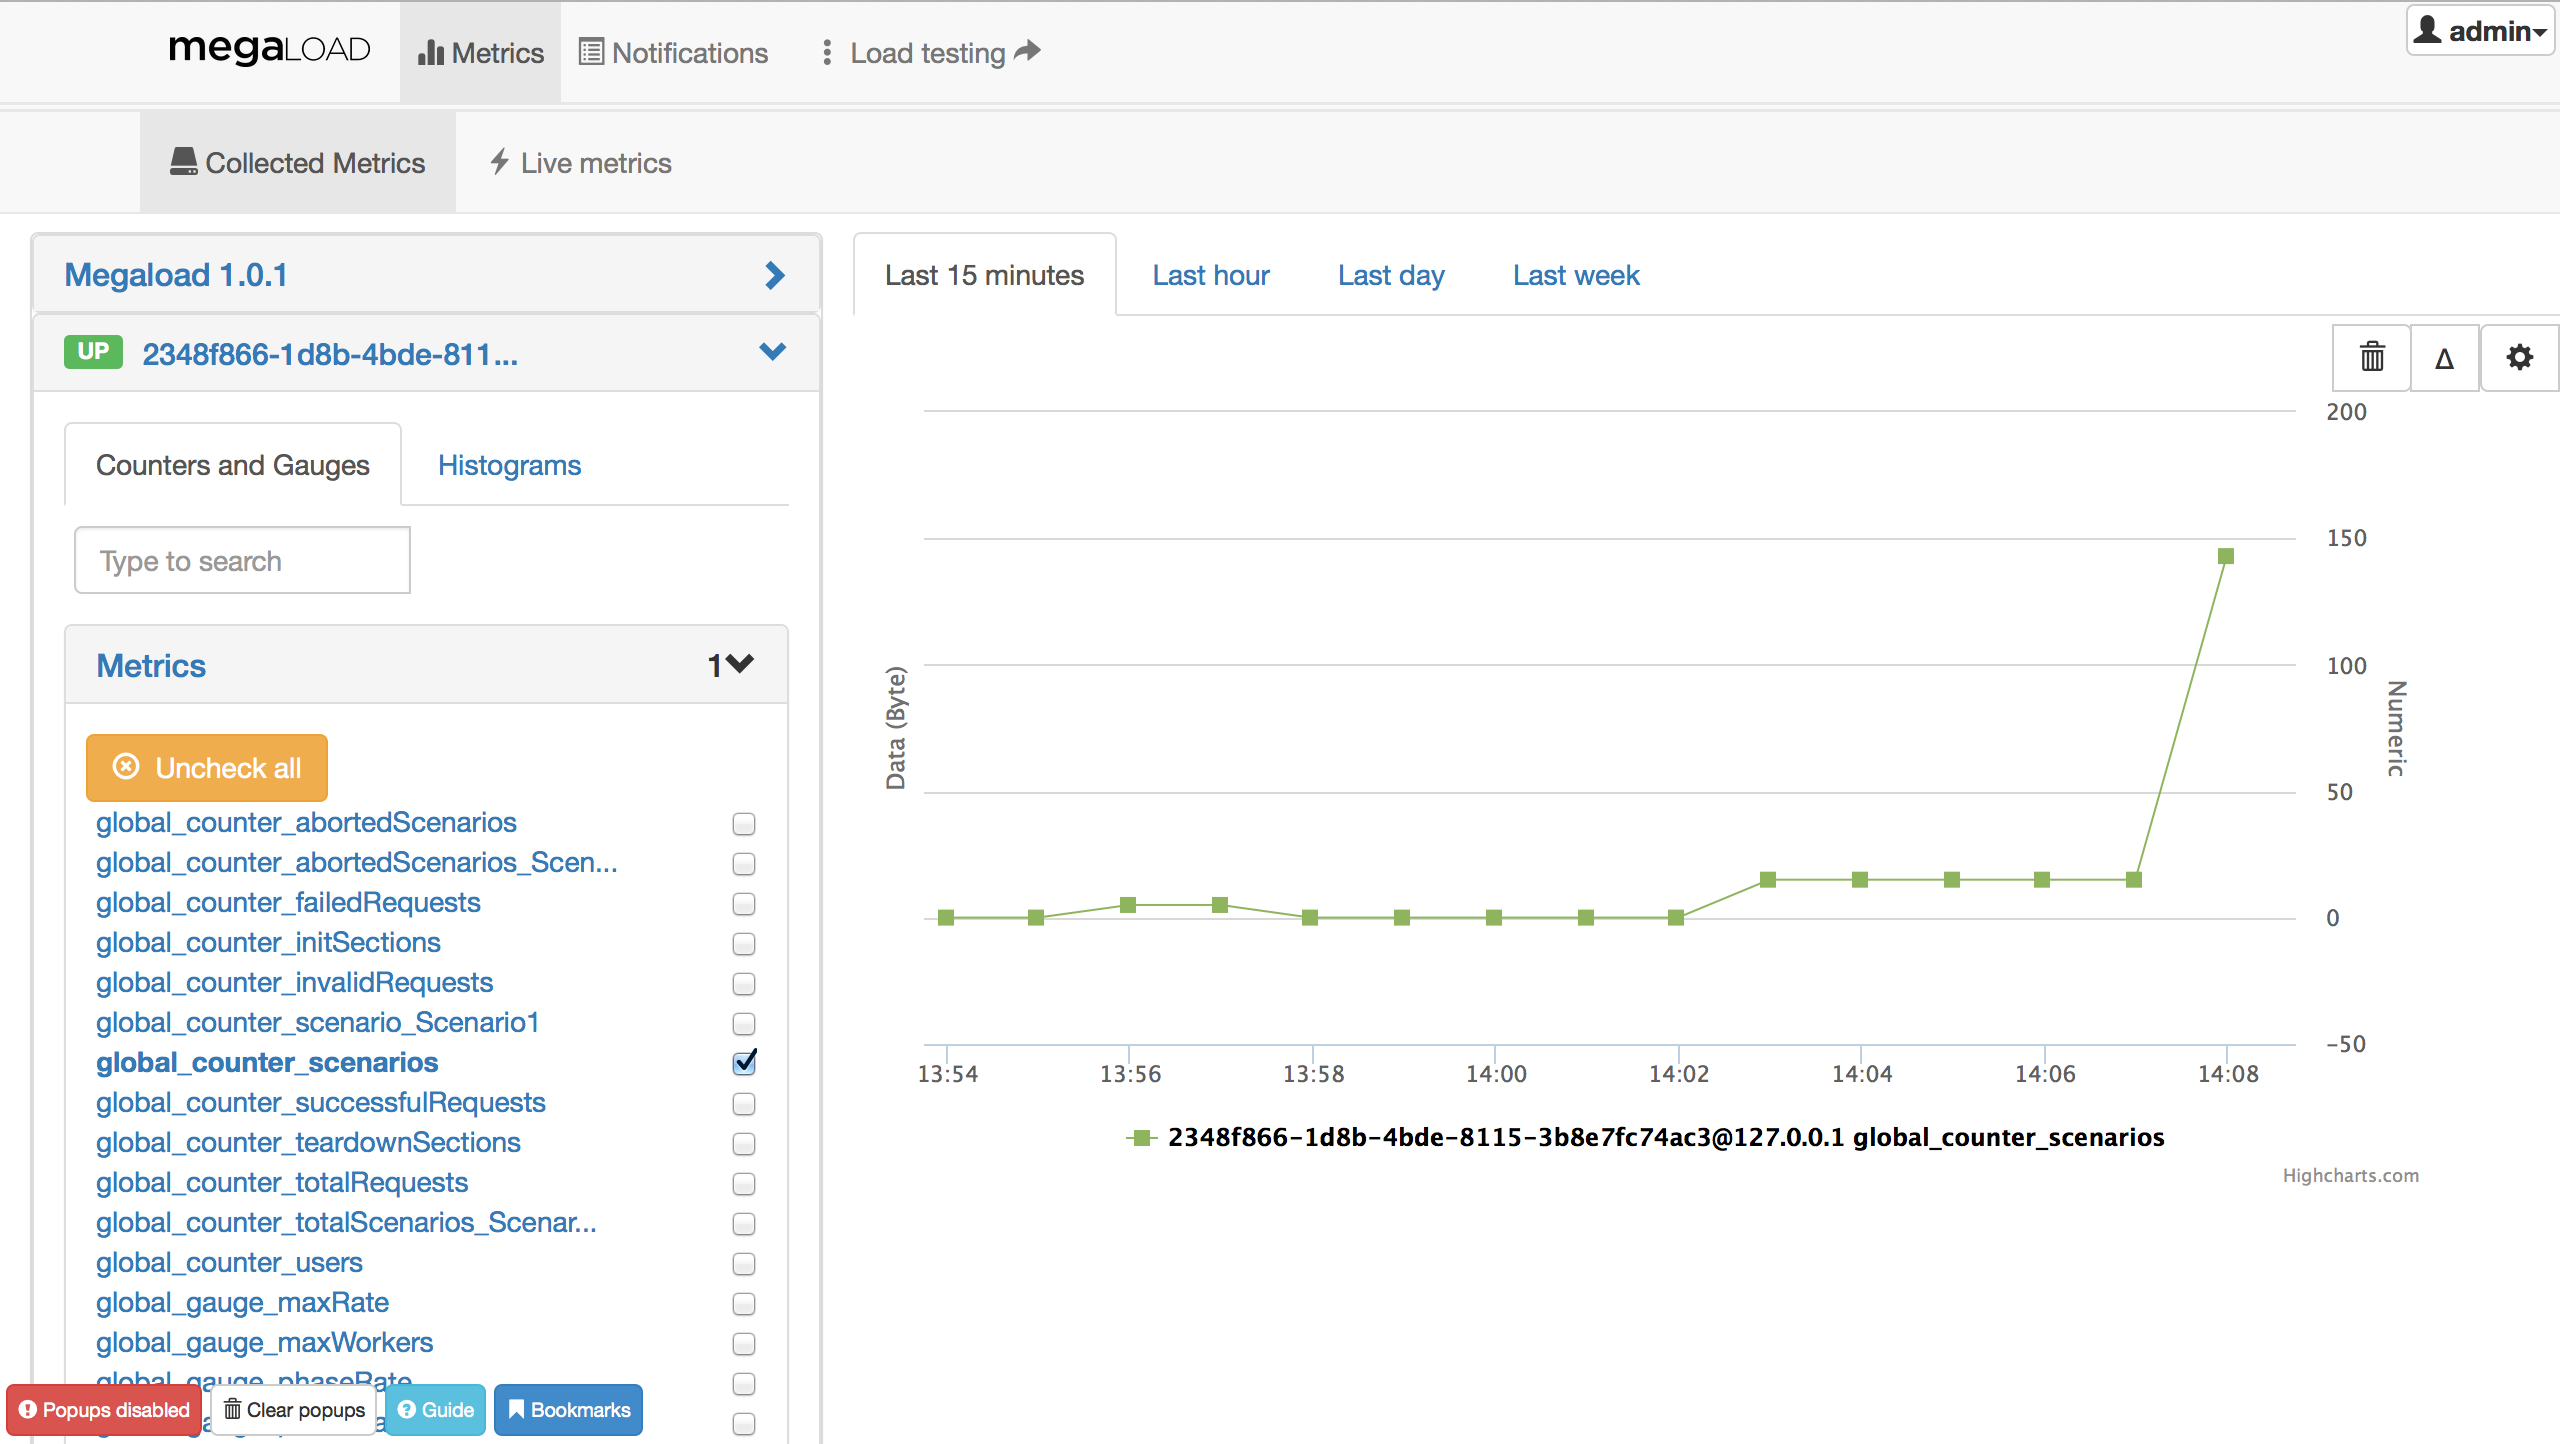 megaLOAD Metrics Notifications Load testing admin
Collected Metrics Live metrics
Megaload 1.0.1
UP 2348f866-1d8b-4bde-811...
Counters and Gauges Histograms
Type to search
Metrics 1
Uncheck all
global_counter_abortedScenarios
global_counter_abortedScenarios_Scen...
global_counter_failedRequests
global_counter_initSections
global_counter_invalidRequests
global_counter_scenario_Scenario1
global_counter_scenarios
global_counter_successfulRequests
global_counter_teardownSections
global_counter_totalRequests
global_counter_totalScenarios_Scenar...
global_counter_users
global_gauge_maxRate
global_gauge_maxWorkers
global_gauge_phaseRate
Popups disabled Clear popups Guide Bookmarks
Last 15 minutes Last hour Last day Last week
Δ
200
150
100
50
0
-50
Data (Byte)
Numeric
13:54 13:56 13:58 14:00 14:02 14:04 14:06 14:08
2348f866-1d8b-4bde-8115-3b8e7fc74ac3@127.0.0.1 global_counter_scenarios
Highcharts.com